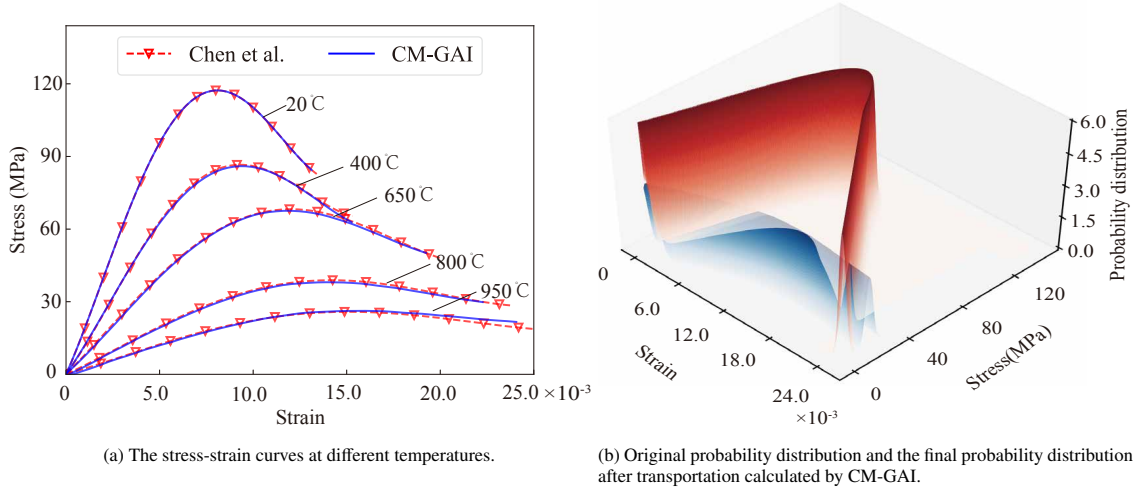 Chen et al. CM-GAI
120
90
60
30
0
Stress (MPa)
20℃
400℃
650℃
800℃
950℃
0.0 5.0 10.0 15.0 20.0 25.0 ×10⁻³
Strain
(a) The stress-strain curves at different temperatures.
6.0
4.5
3.0
1.5
0.0
Probability distribution
0
6.0
12.0
18.0
24.0
×10⁻³
Strain
0
40
80
120
Stress(MPa)
(b) Original probability distribution and the final probability distribution
after transportation calculated by CM-GAI.